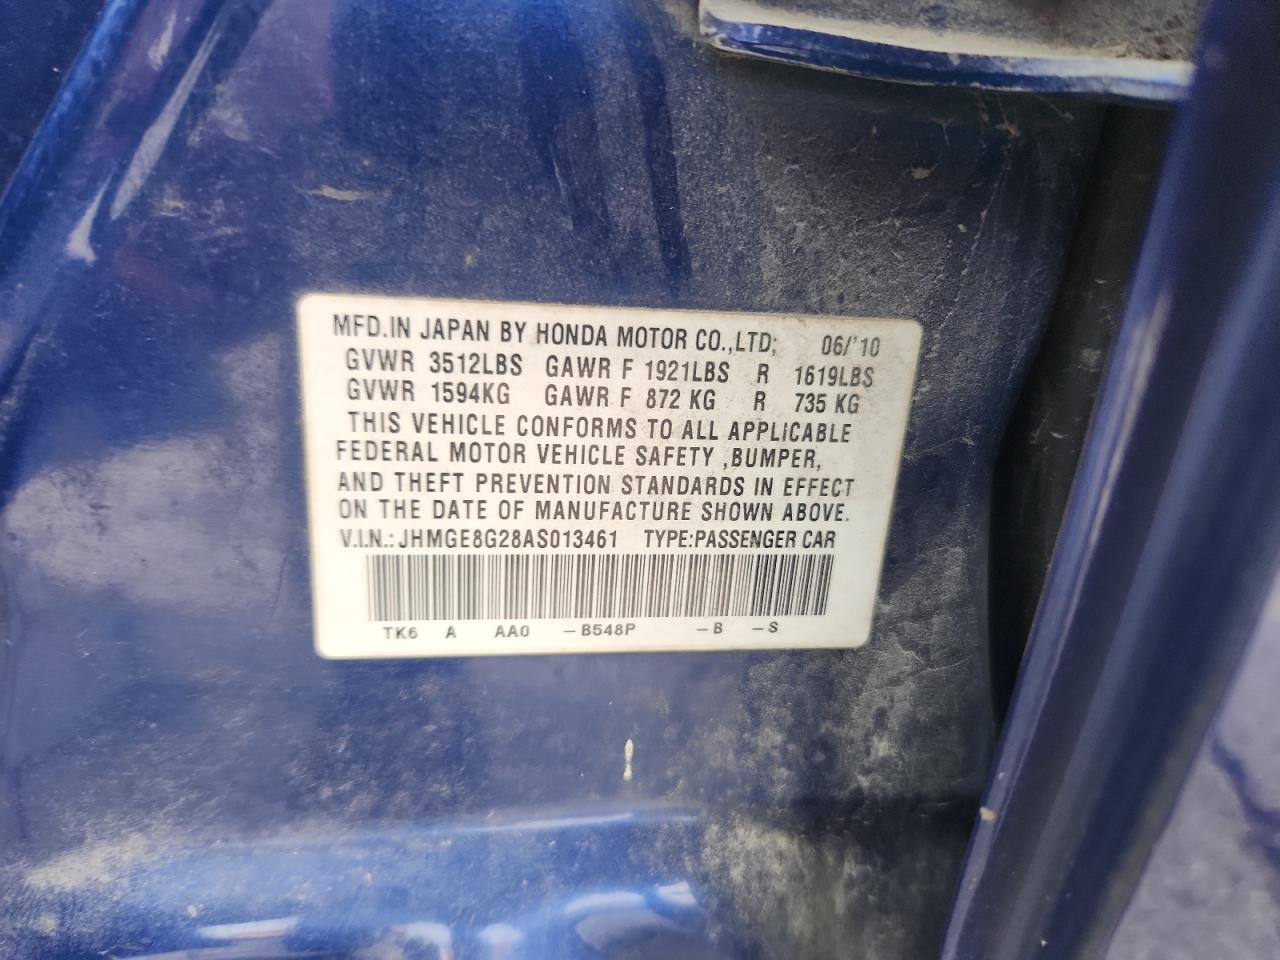 MFD.IN JAPAN BY HONDA MOTOR CO.,LTD; 06/'10
GVWR 3512LBS GAWR F 1921LBS R 1619LBS
GVWR 1594KG GAWR F 872 KG R 735 KG
THIS VEHICLE CONFORMS TO ALL APPLICABLE
FEDERAL MOTOR VEHICLE SAFETY ,BUMPER,
AND THEFT PREVENTION STANDARDS IN EFFECT
ON THE DATE OF MANUFACTURE SHOWN ABOVE.
V.I.N.: JHMGE8G28AS013461 TYPE:PASSENGER CAR
TK6 A AA0 –B548P –B –S